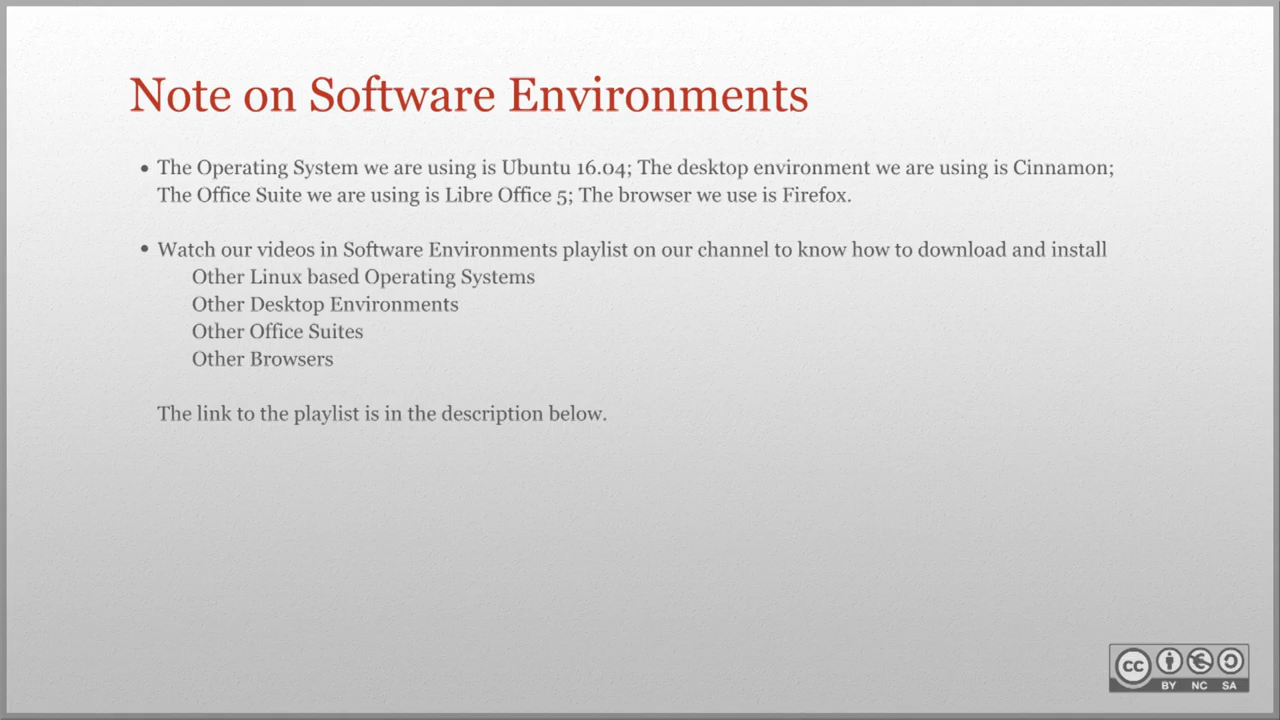 Note on Software Environments
• The Operating System we are using is Ubuntu 16.04; The desktop environment we are using is Cinnamon;
The Office Suite we are using is Libre Office 5; The browser we use is Firefox.
• Watch our videos in Software Environments playlist on our channel to know how to download and install
Other Linux based Operating Systems
Other Desktop Environments
Other Office Suites
Other Browsers
The link to the playlist is in the description below.
cc
BY NC SA